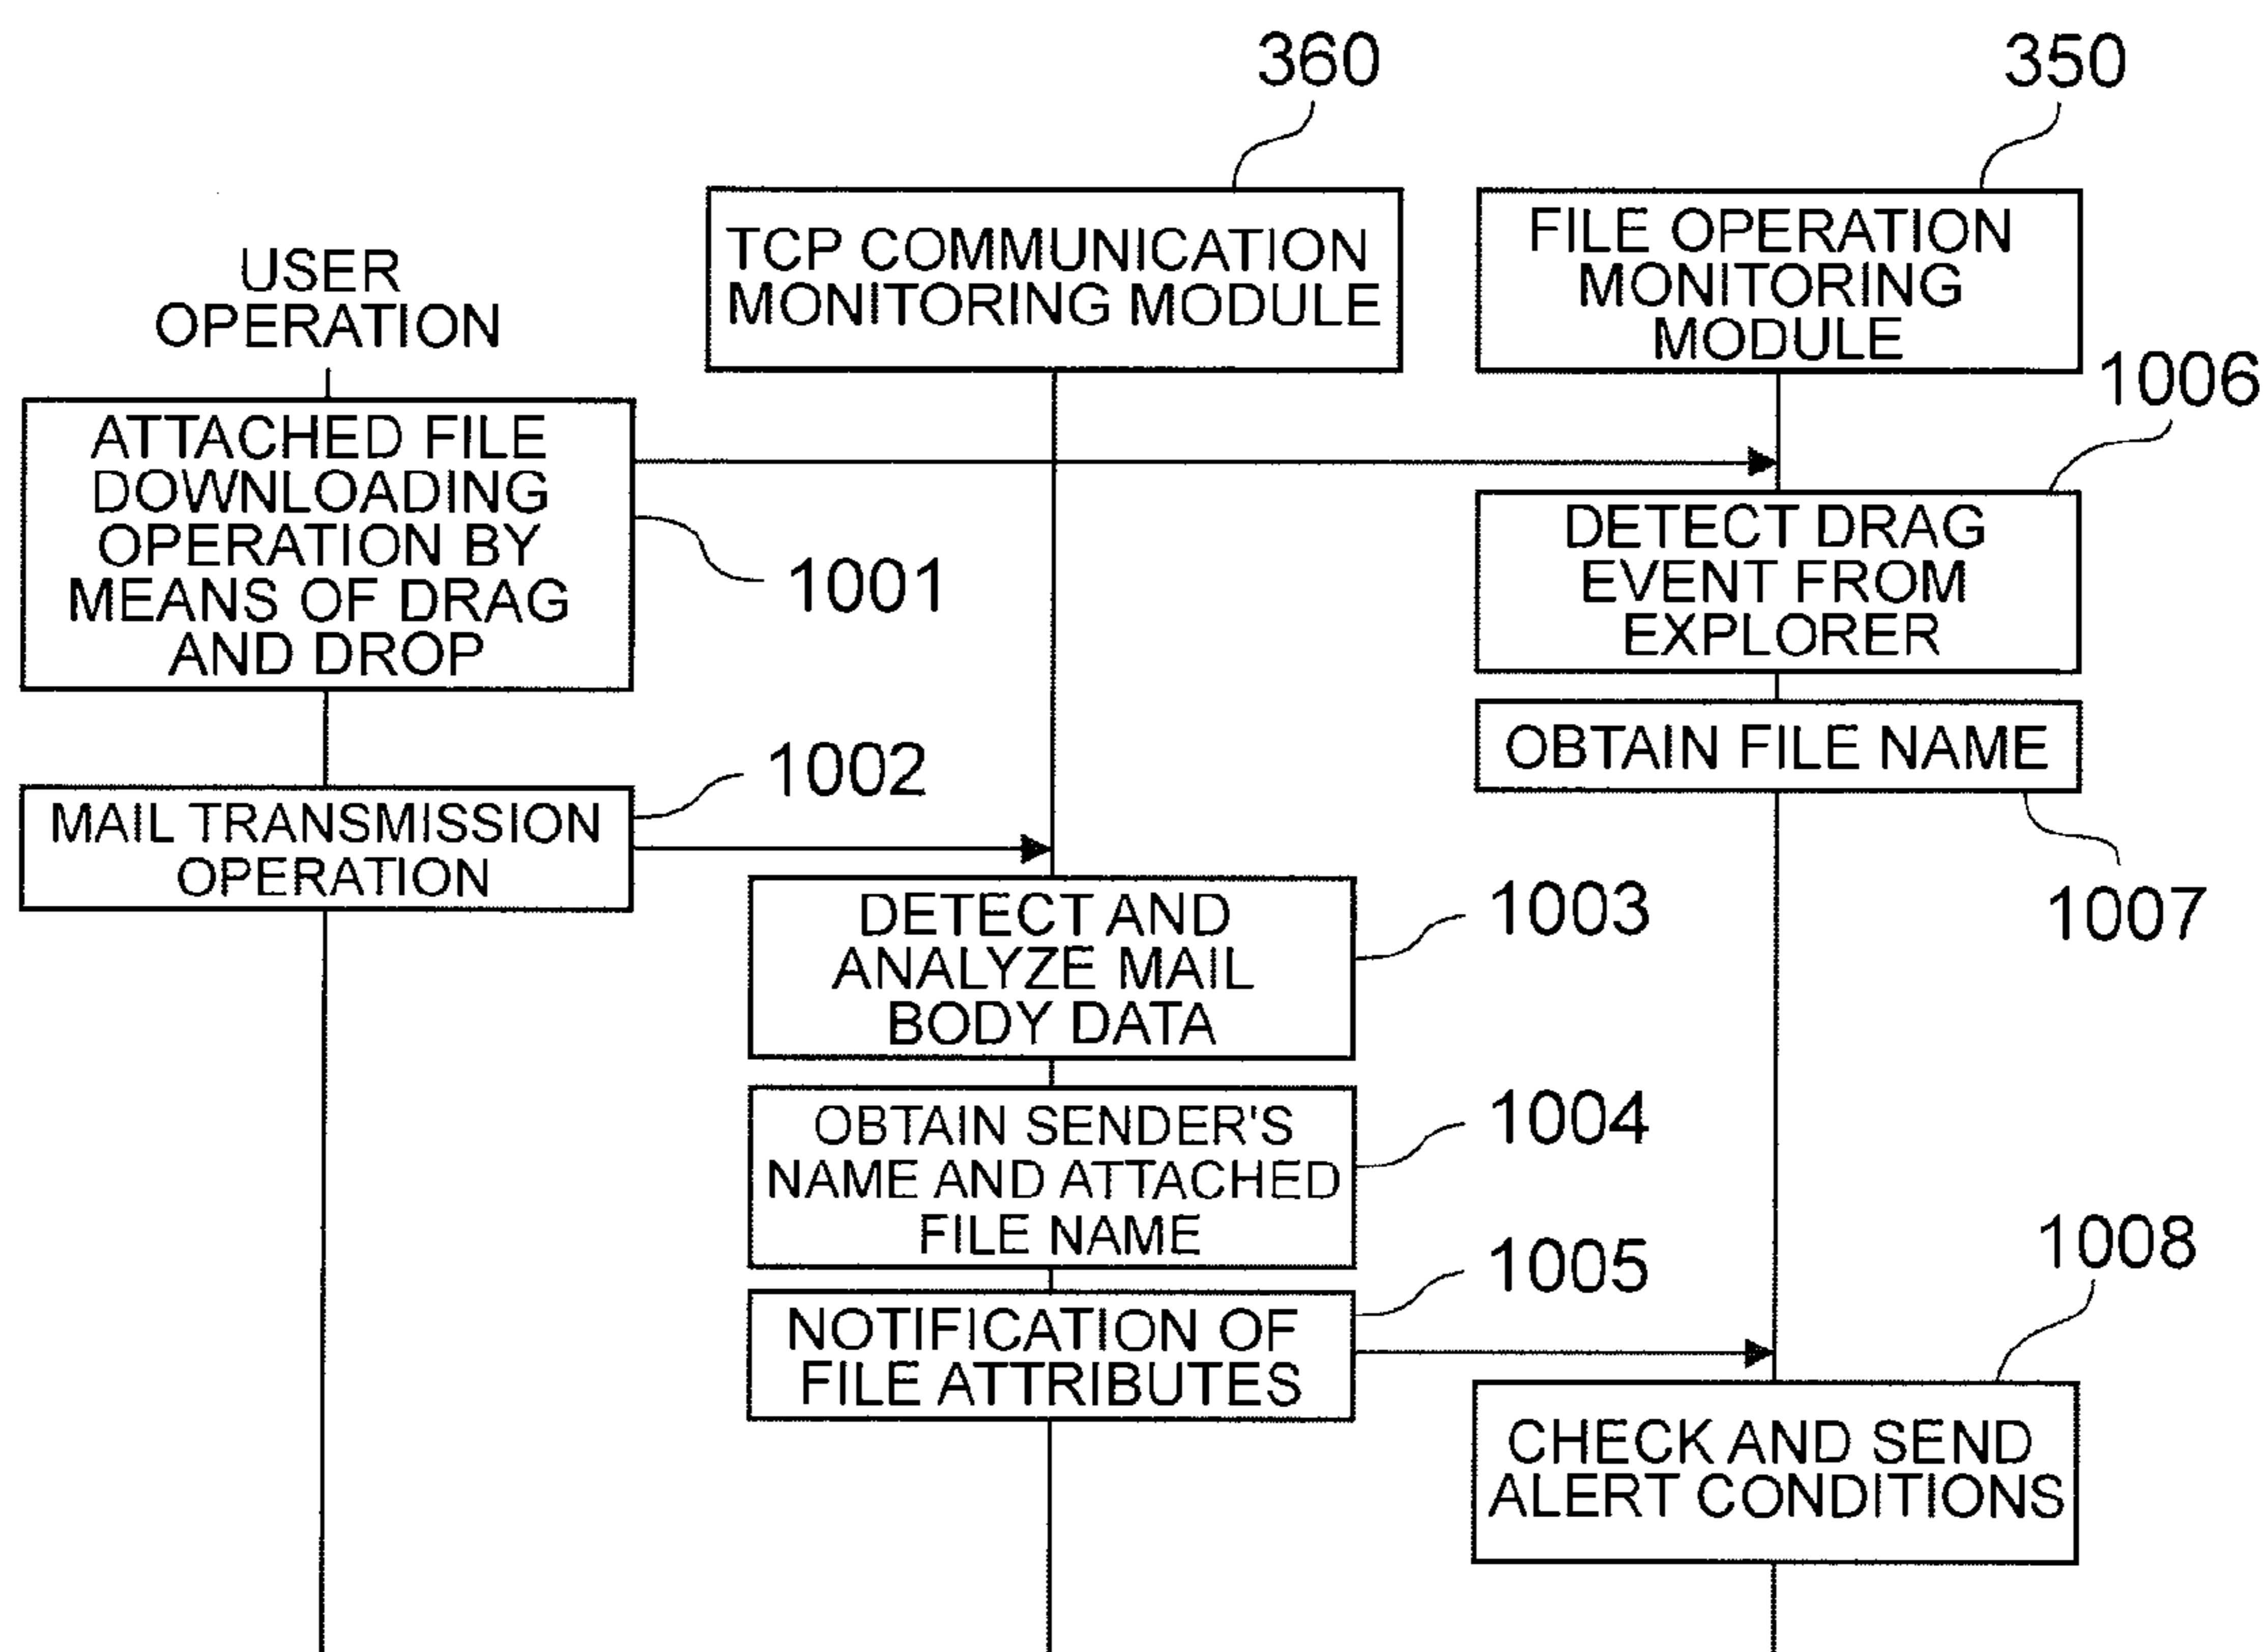 360
350
USER
OPERATION
TCP COMMUNICATION
MONITORING MODULE
FILE OPERATION
MONITORING
MODULE
1006
ATTACHED FILE
DOWNLOADING
OPERATION BY
MEANS OF DRAG
AND DROP
1001
DETECT DRAG
EVENT FROM
EXPLORER
OBTAIN FILE NAME
1007
1002
MAIL TRANSMISSION
OPERATION
DETECT AND
ANALYZE MAIL
BODY DATA
1003
OBTAIN SENDER'S
NAME AND ATTACHED
FILE NAME
1004
NOTIFICATION OF
FILE ATTRIBUTES
1005
1008
CHECK AND SEND
ALERT CONDITIONS